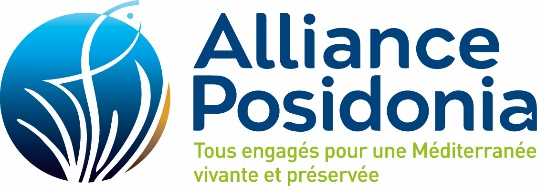 Alliance
Posidonia
Tous engagés pour une Méditerranée
vivante et préservée